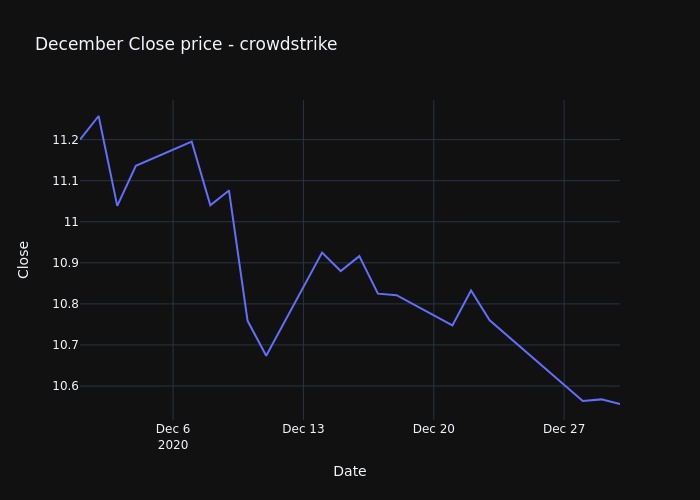 December Close price - crowdstrike
11.2
11.1
11
10.9
10.8
10.7
10.6
Close
Dec 6
2020
Dec 13
Dec 20
Dec 27
Date